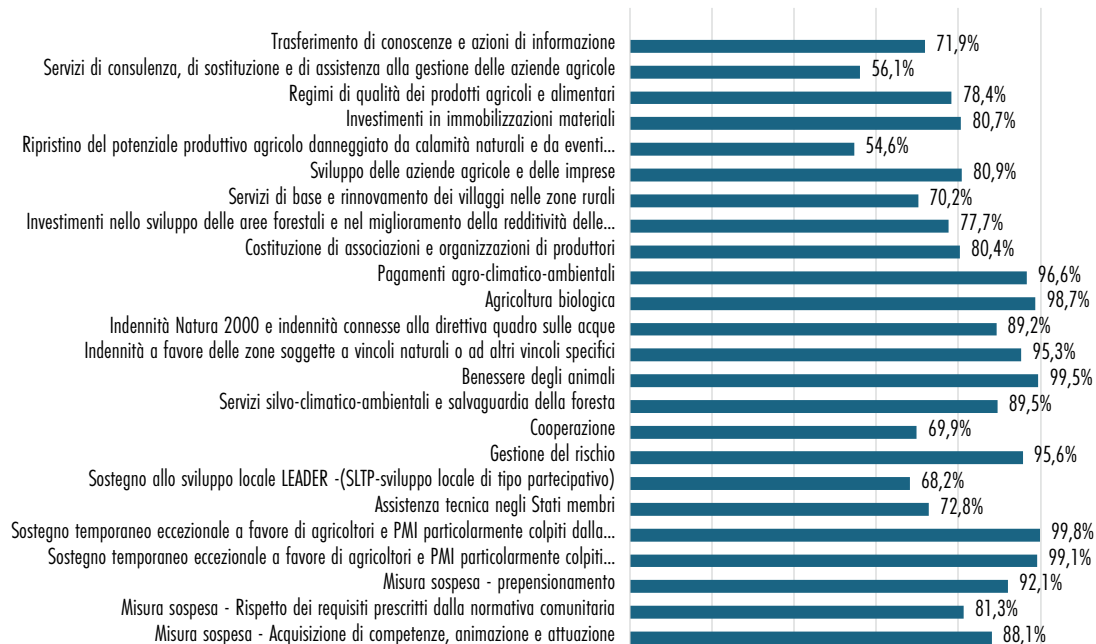 Trasferimento di conoscenze e azioni di informazione 71,9%
Servizi di consulenza, di sostituzione e di assistenza alla gestione delle aziende agricole 56,1%
Regimi di qualità dei prodotti agricoli e alimentari 78,4%
Investimenti in immobilizzazioni materiali 80,7%
Ripristino del potenziale produttivo agricolo danneggiato da calamità naturali e da eventi... 54,6%
Sviluppo delle aziende agricole e delle imprese 80,9%
Servizi di base e rinnovamento dei villaggi nelle zone rurali 70,2%
Investimenti nello sviluppo delle aree forestali e nel miglioramento della redditività delle... 77,7%
Costituzione di associazioni e organizzazioni di produttori 80,4%
Pagamenti agro-climatico-ambientali 96,6%
Agricoltura biologica 98,7%
Indennità Natura 2000 e indennità connesse alla direttiva quadro sulle acque 89,2%
Indennità a favore delle zone soggette a vincoli naturali o ad altri vincoli specifici 95,3%
Benessere degli animali 99,5%
Servizi silvo-climatico-ambientali e salvaguardia della foresta 89,5%
Cooperazione 69,9%
Gestione del rischio 95,6%
Sostegno allo sviluppo locale LEADER -(SLTP-sviluppo locale di tipo partecipativo) 68,2%
Assistenza tecnica negli Stati membri 72,8%
Sostegno temporaneo eccezionale a favore di agricoltori e PMI particolarmente colpiti dalla... 99,8%
Sostegno temporaneo eccezionale a favore di agricoltori e PMI particolarmente colpiti... 99,1%
Misura sospesa - prepensionamento 92,1%
Misura sospesa - Rispetto dei requisiti prescritti dalla normativa comunitaria 81,3%
Misura sospesa - Acquisizione di competenze, animazione e attuazione 88,1%